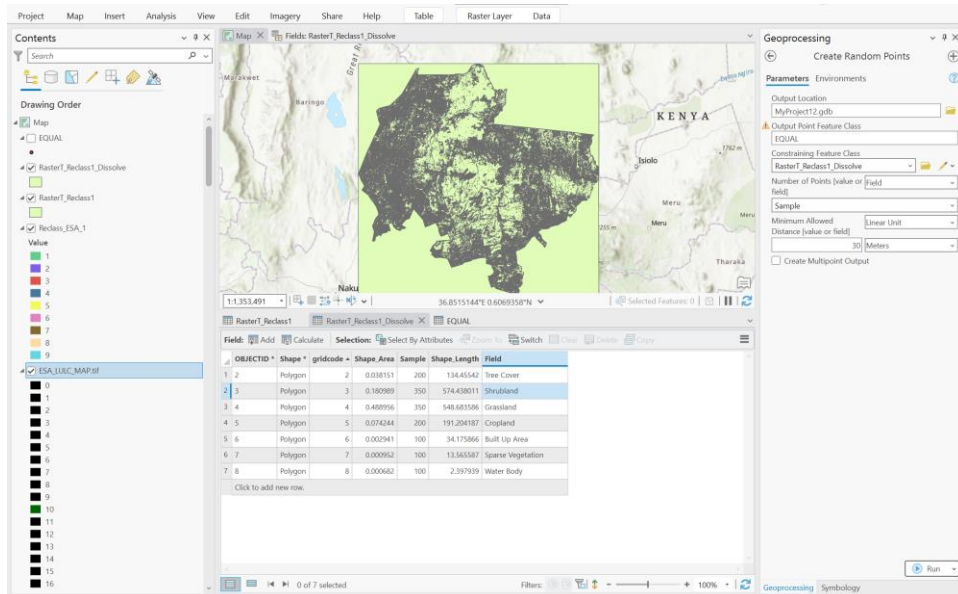 Project Map Insert Analysis View Edit Imagery Share Help Table Raster Layer Data
Contents
Search
Drawing Order
Map
EQUAL
RasterT_Reclass1_Dissolve
RasterT_Reclass1
Reclass_ESA_1
Value
1
2
3
4
5
6
7
8
9
ESA_LULC_MAP.tif
0
1
2
3
4
5
6
7
8
9
10
11
12
13
14
15
16
Map Fields: RasterT_Reclass1_Dissolve
Marakwet
Great
Baringo
KENYA
Isiolo
Meru
Meru
Meru
Tharaka
Naku
1:1,353,491 36.8515144°E 0.6069358°N Selected Features: 0
RasterT_Reclass1 RasterT_Reclass1_Dissolve EQUAL
Field: Add Calculate Selection: Select By Attributes Zoom To Switch Clear Delete Copy
OBJECTID * Shape * gridcode Shape_Area Sample Shape_Length Field
1 2 Polygon 2 0.038151 200 134.45542 Tree Cover
2 3 Polygon 3 0.180989 350 574.438011 Shrubland
3 4 Polygon 4 0.488956 350 548.683586 Grassland
4 5 Polygon 5 0.074244 200 191.204187 Cropland
5 6 Polygon 6 0.002941 100 34.175866 Built Up Area
6 7 Polygon 7 0.000952 100 13.565587 Sparse Vegetation
7 8 Polygon 8 0.000682 100 2.397939 Water Body
Click to add new row.
0 of 7 selected
Filters: 100%
Geoprocessing
Create Random Points
Parameters Environments
Output Location
MyProject12.gdb
Output Point Feature Class
EQUAL
Constraining Feature Class
RasterT_Reclass1_Dissolve
Number of Points [value or field] Field
Sample
Minimum Allowed Distance [value or field] Linear Unit
30 Meters
Create Multipoint Output
Run
Geoprocessing Symbology